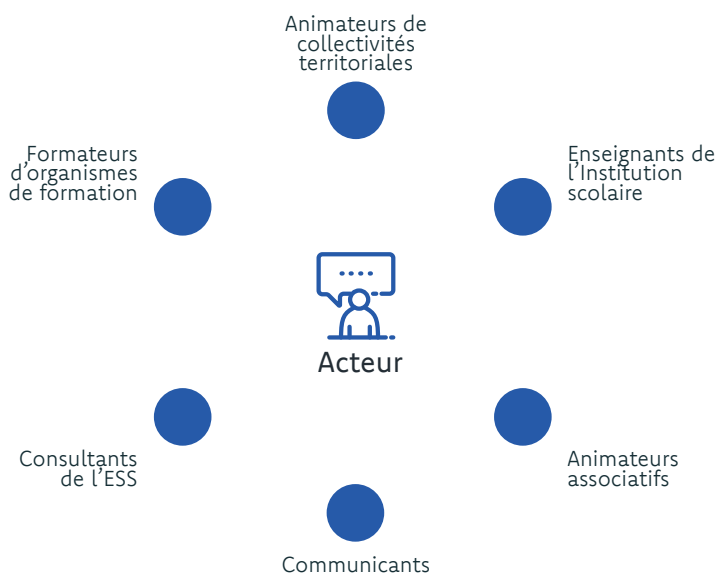 Animateurs de
collectivités
territoriales
Formateurs
d'organismes
de formation
Enseignants de
l'Institution
scolaire
Acteur
Consultants
de l'ESS
Animateurs
associatifs
Communicants